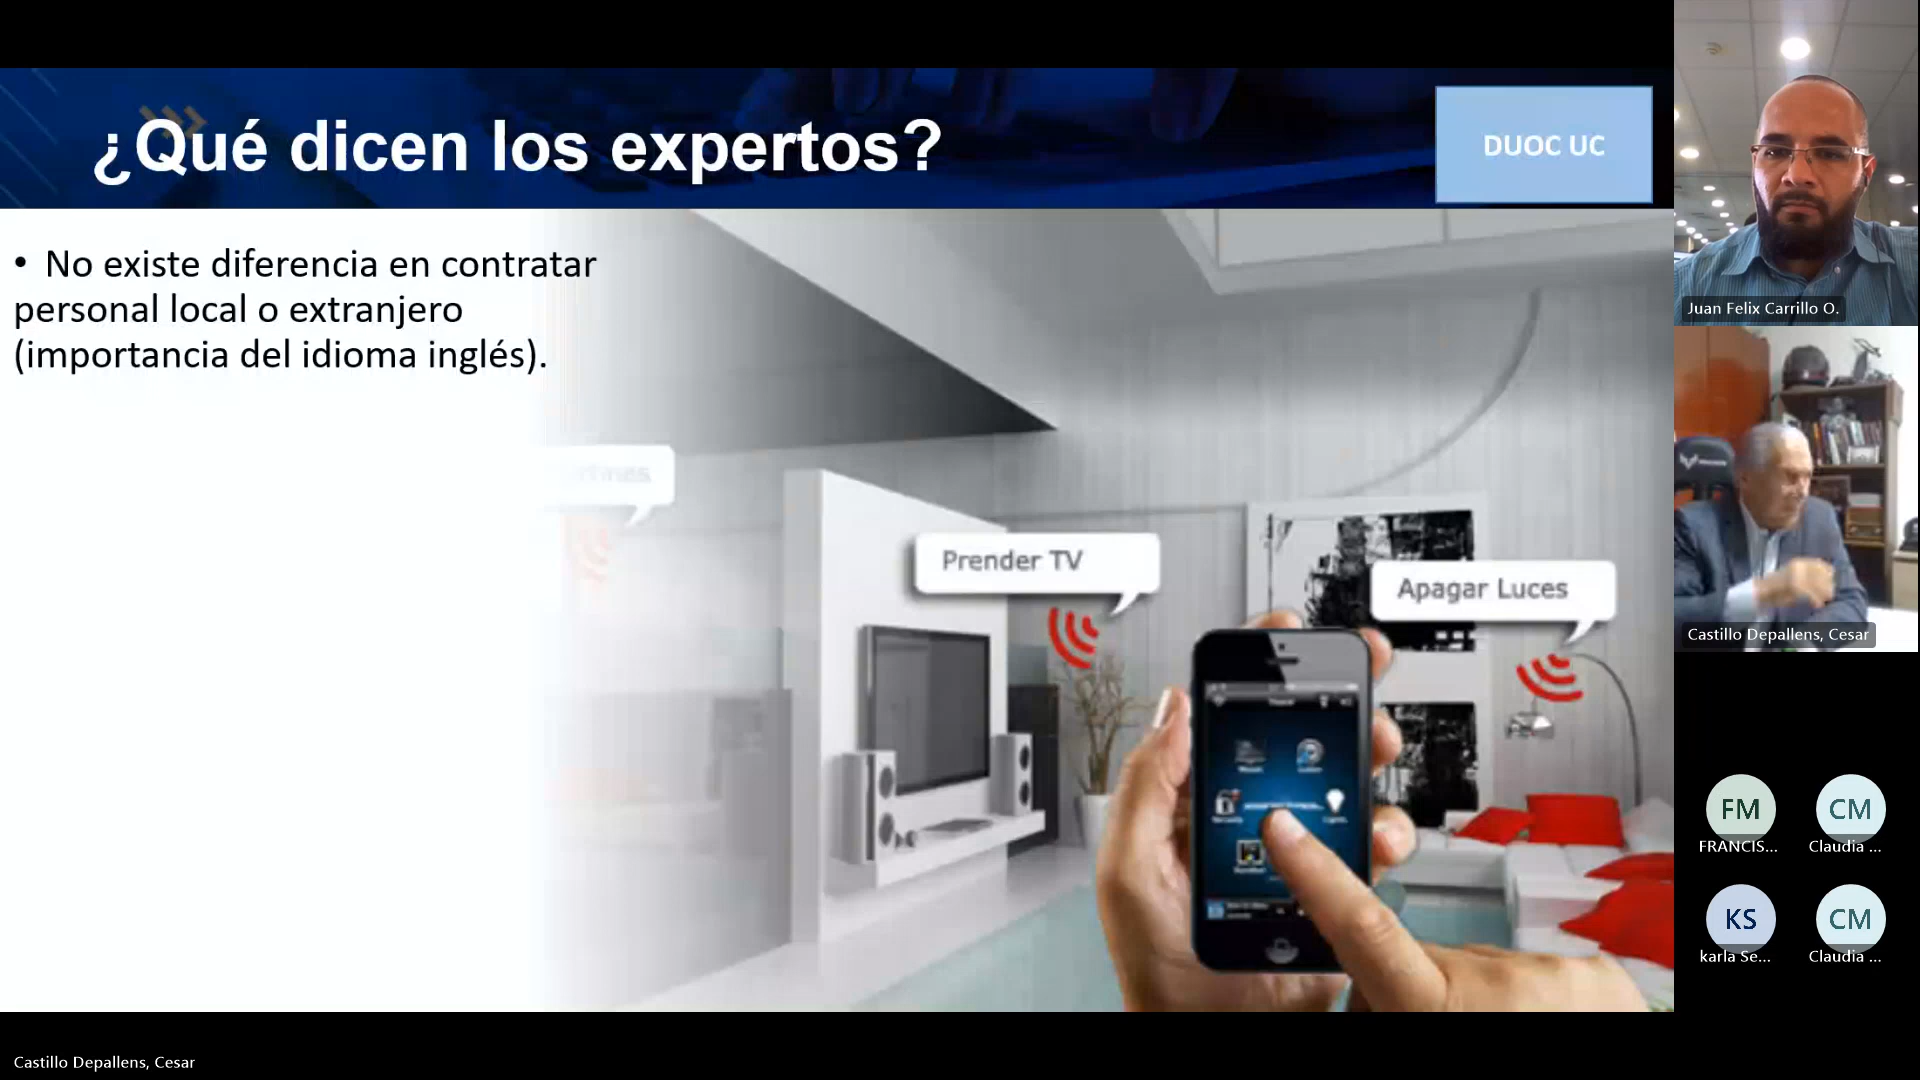 ¿Qué dicen los expertos?
DUOC UC
• No existe diferencia en contratar
personal local o extranjero
(importancia del idioma inglés).
Prender TV
Apagar Luces
Juan Felix Carrillo O.
Castillo Depallens, Cesar
FM
CM
FRANCIS...
Claudia ...
KS
CM
karla Se...
Claudia ...
Castillo Depallens, Cesar